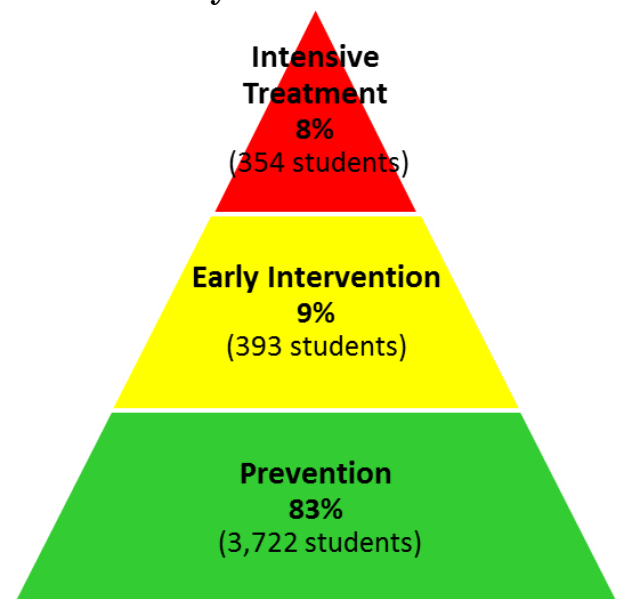 Intensive
Treatment
8%
(354 students)
Early Intervention
9%
(393 students)
Prevention
83%
(3,722 students)